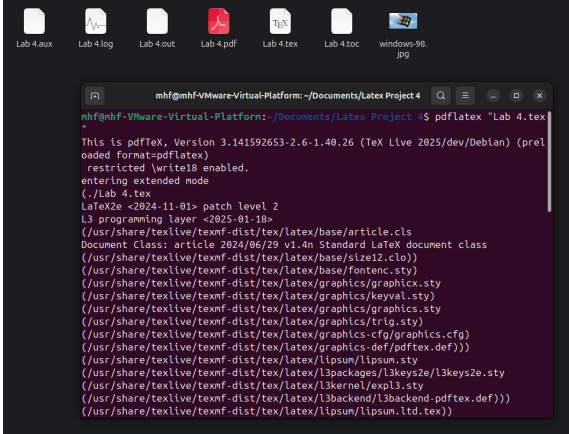 Lab 4.aux
Lab 4.log
Lab 4.out
Lab 4.pdf
TEX
Lab 4.tex
Lab 4.toc
windows-98.
jpg
mhf@mhf-VMware-Virtual-Platform: ~/Documents/Latex Project 4
mhf@mhf-VMware-Virtual-Platform:~/Documents/Latex Project 4$ pdflatex "Lab 4.tex
"
This is pdfTeX, Version 3.141592653-2.6-1.40.26 (TeX Live 2025/dev/Debian) (prel
oaded format=pdflatex)
 restricted \write18 enabled.
entering extended mode
(./Lab 4.tex
LaTeX2e <2024-11-01> patch level 2
L3 programming layer <2025-01-18>
(/usr/share/texlive/texmf-dist/tex/latex/base/article.cls
Document Class: article 2024/06/29 v1.4n Standard LaTeX document class
(/usr/share/texlive/texmf-dist/tex/latex/base/size12.clo))
(/usr/share/texlive/texmf-dist/tex/latex/base/fontenc.sty)
(/usr/share/texlive/texmf-dist/tex/latex/graphics/graphicx.sty
(/usr/share/texlive/texmf-dist/tex/latex/graphics/keyval.sty)
(/usr/share/texlive/texmf-dist/tex/latex/graphics/graphics.sty
(/usr/share/texlive/texmf-dist/tex/latex/graphics/trig.sty)
(/usr/share/texlive/texmf-dist/tex/latex/graphics-cfg/graphics.cfg)
(/usr/share/texlive/texmf-dist/tex/latex/graphics-def/pdftex.def)))
(/usr/share/texlive/texmf-dist/tex/latex/lipsum/lipsum.sty
(/usr/share/texlive/texmf-dist/tex/latex/l3packages/l3keys2e/l3keys2e.sty
(/usr/share/texlive/texmf-dist/tex/latex/l3kernel/expl3.sty
(/usr/share/texlive/texmf-dist/tex/latex/l3backend/l3backend-pdftex.def)))
(/usr/share/texlive/texmf-dist/tex/latex/lipsum/lipsum.ltd.tex))